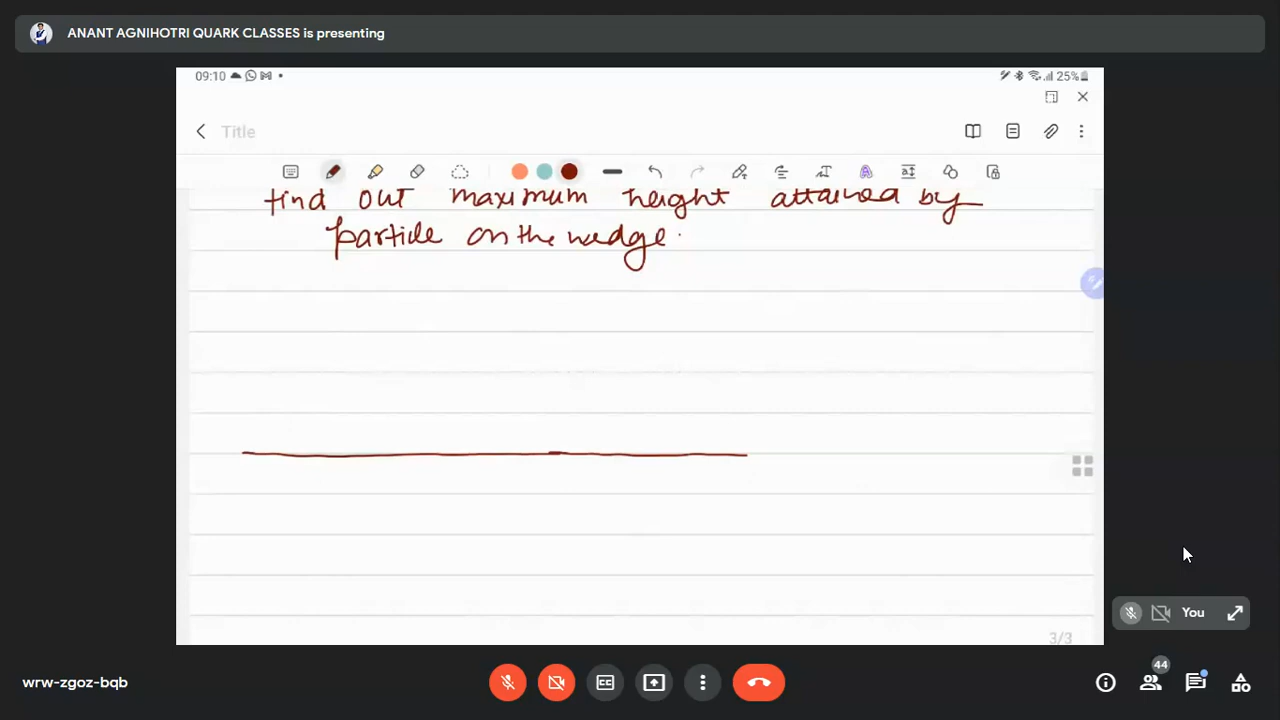 ANANT AGNIHOTRI QUARK CLASSES is presenting
09:10
25%
Title
find out maximum height attained by
particle on the wedge.
You
3/3
wrw-zgoz-bqb
CC
44